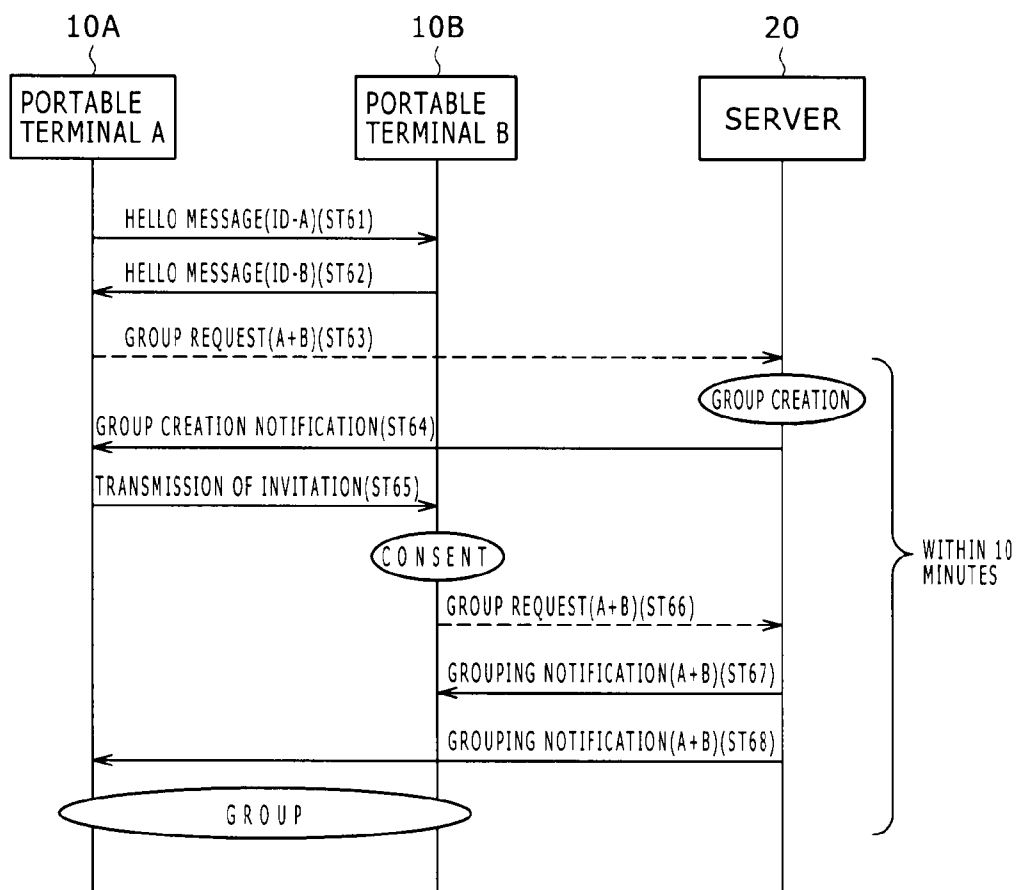 10A
10B
20
PORTABLE
TERMINAL A
PORTABLE
TERMINAL B
SERVER
HELLO MESSAGE(ID-A)(ST61)
HELLO MESSAGE(ID-B)(ST62)
GROUP REQUEST(A+B)(ST63)
GROUP CREATION
GROUP CREATION NOTIFICATION(ST64)
TRANSMISSION OF INVITATION(ST65)
CONSENT
WITHIN 10
MINUTES
GROUP REQUEST(A+B)(ST66)
GROUPING NOTIFICATION(A+B)(ST67)
GROUPING NOTIFICATION(A+B)(ST68)
GROUP